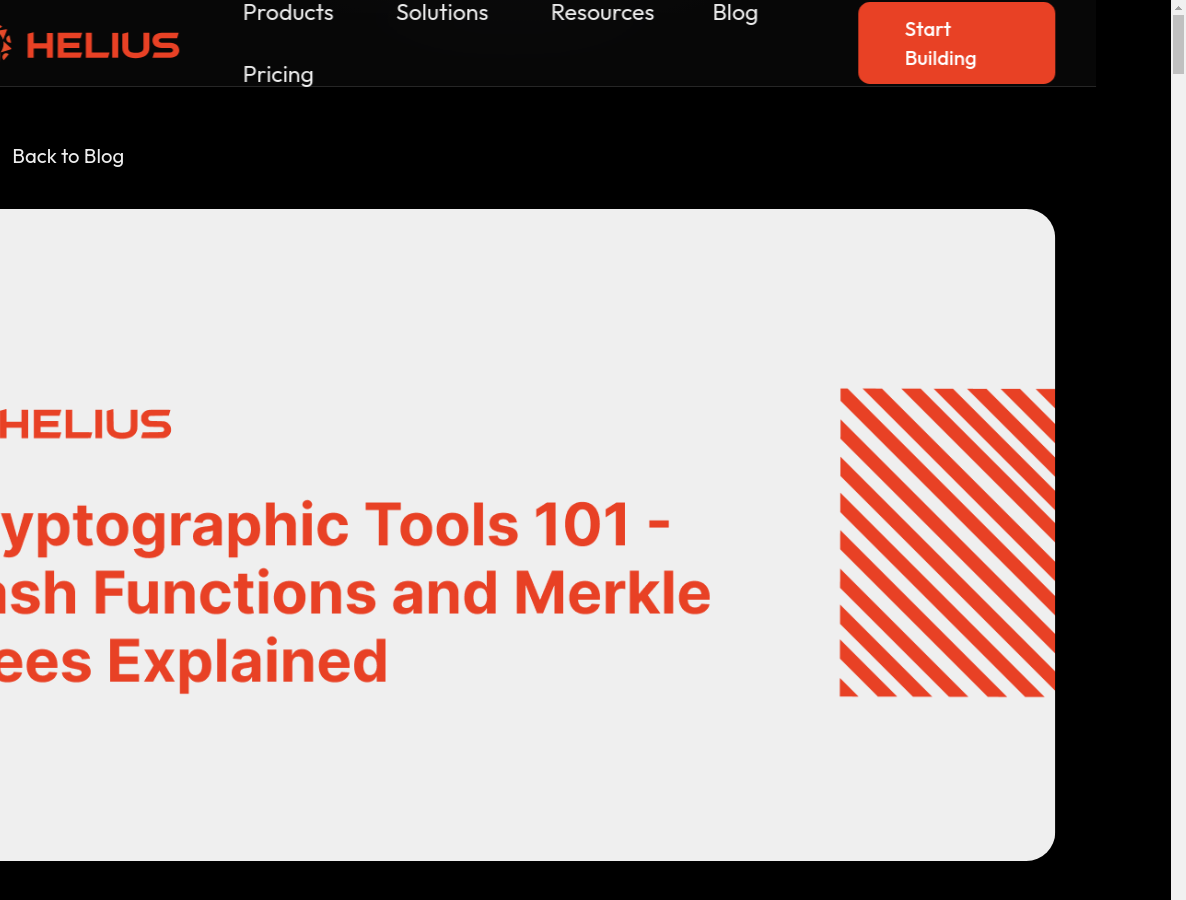 HELIUS
Products
Solutions
Resources
Blog
Pricing
Start
Building
Back to Blog
HELIUS
yptographic Tools 101 -
ash Functions and Merkle
ees Explained